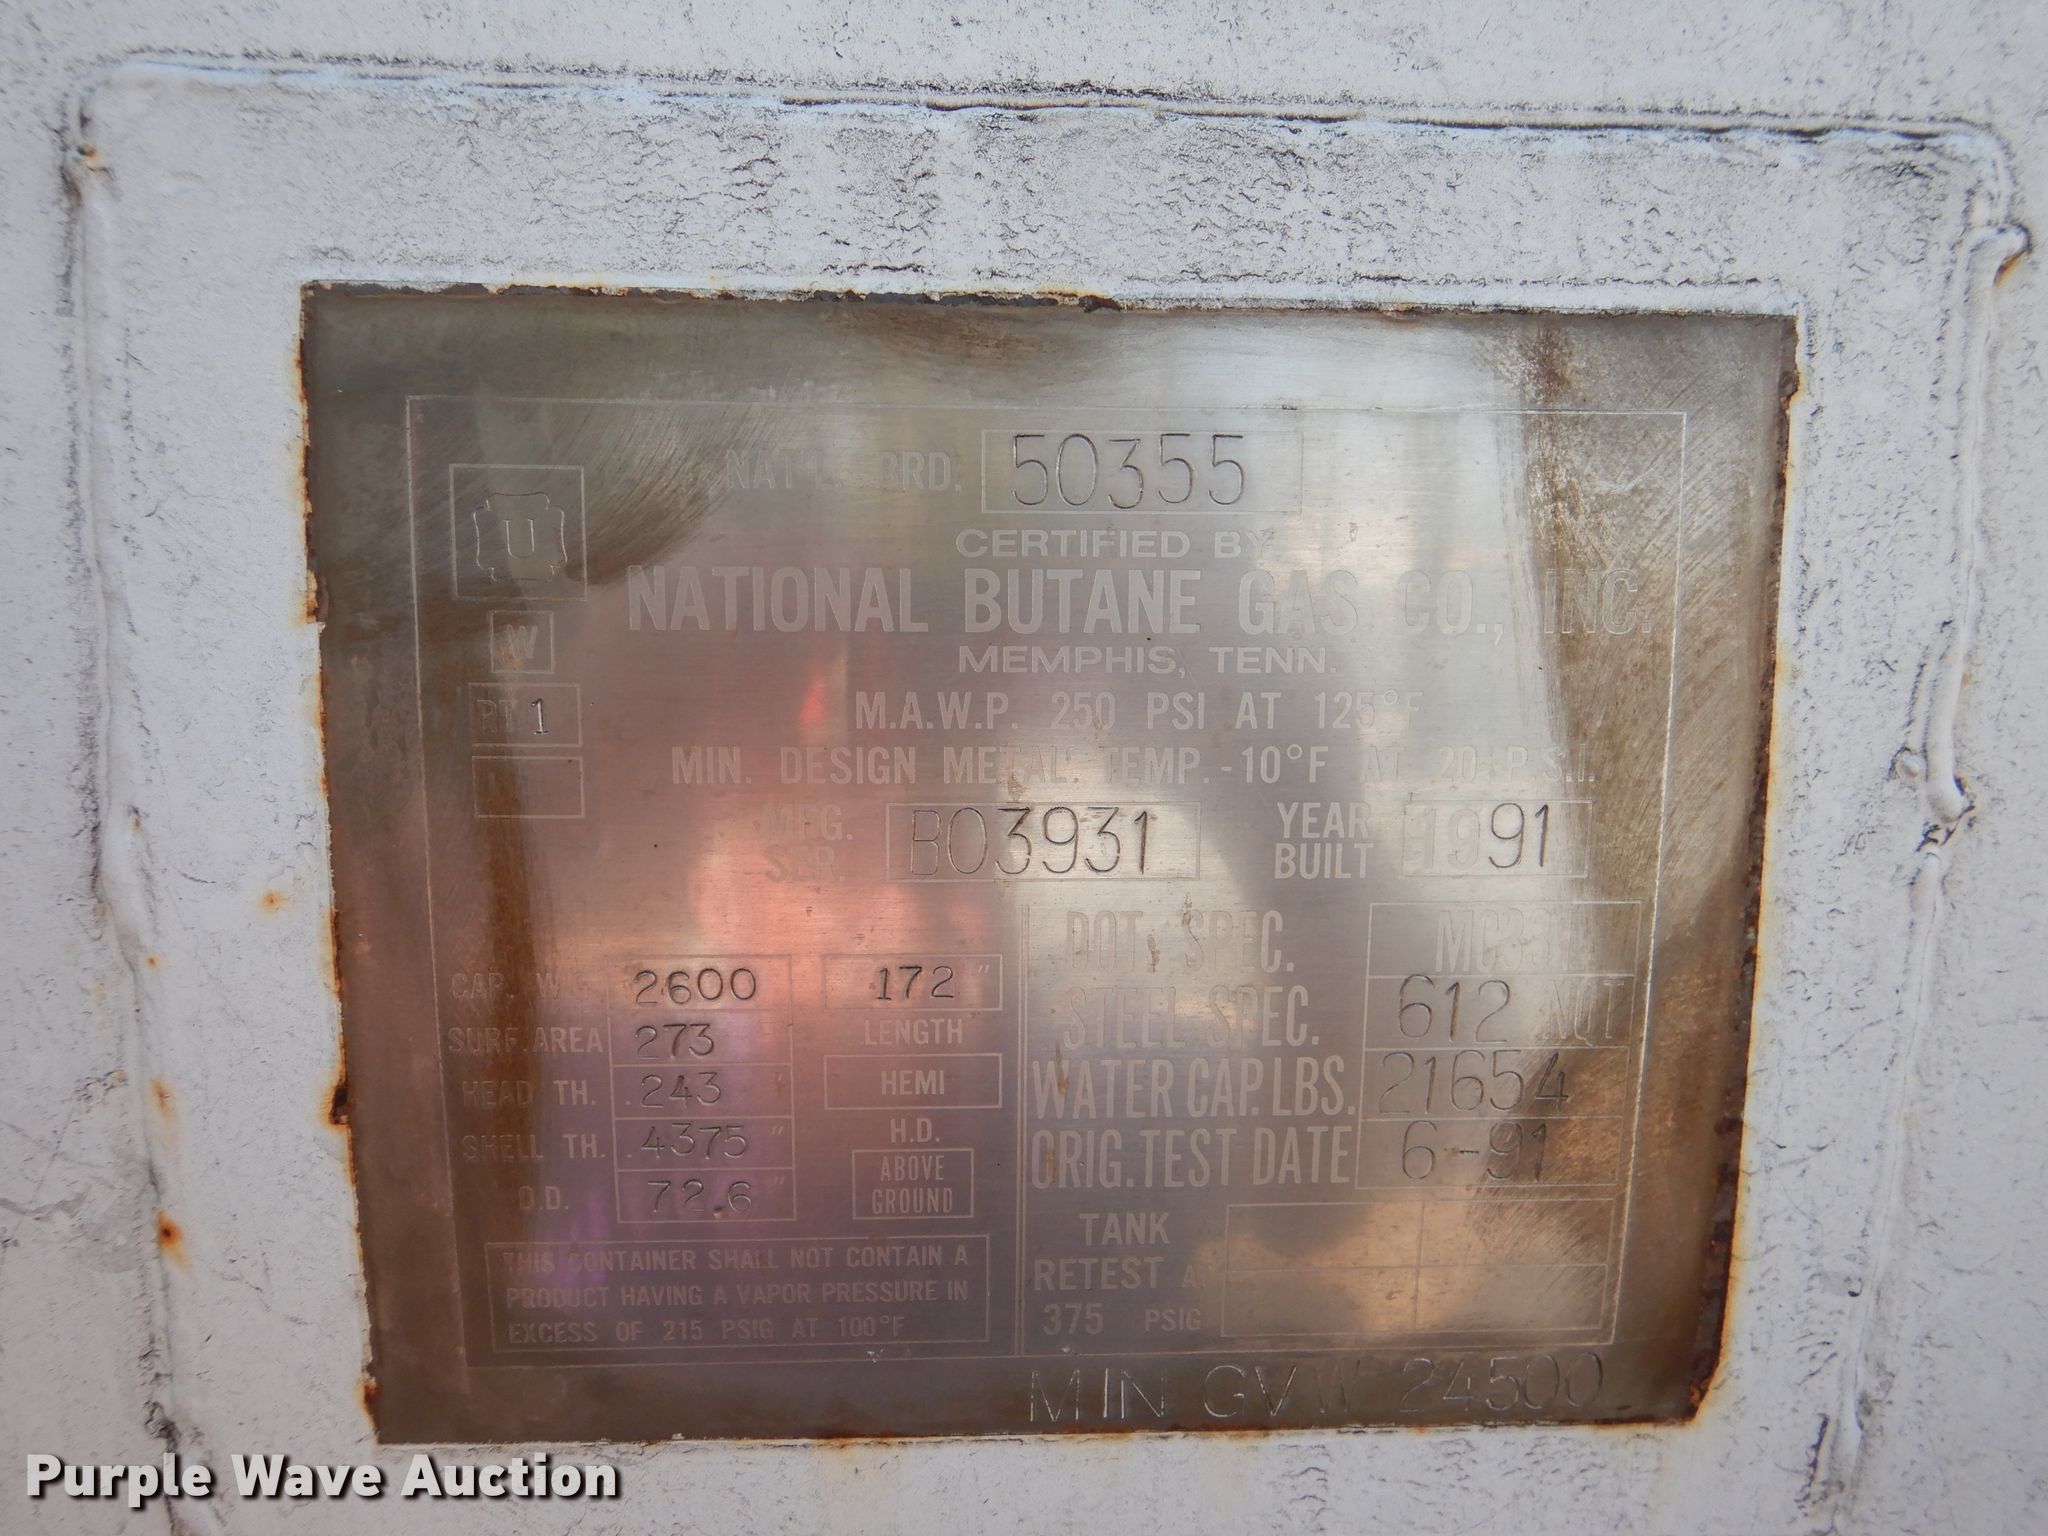 NAT'L. BRD. 50355
U
CERTIFIED BY
NATIONAL BUTANE GAS CO., INC.
W
MEMPHIS, TENN.
RT 1
M.A.W.P. 250 PSI AT 125°F
MIN. DESIGN METAL. TEMP. -10°F AT 20 P.S.I.
MFG. SER. B03931 YEAR BUILT 1991
DOT. SPEC. MC331
CAP. W.G. 2600 172" LENGTH
STEEL SPEC. 612 NQT
SURF. AREA 273
WATER CAP. LBS. 21654
HEAD TH. .243" HEMI H.D.
ORIG. TEST DATE 6-91
SHELL TH. .4375"
O.D. 72.6" ABOVE GROUND
TANK
RETEST
375 PSIG
THIS CONTAINER SHALL NOT CONTAIN A
PRODUCT HAVING A VAPOR PRESSURE IN
EXCESS OF 215 PSIG AT 100°F
MIN GVW 24500
Purple Wave Auction